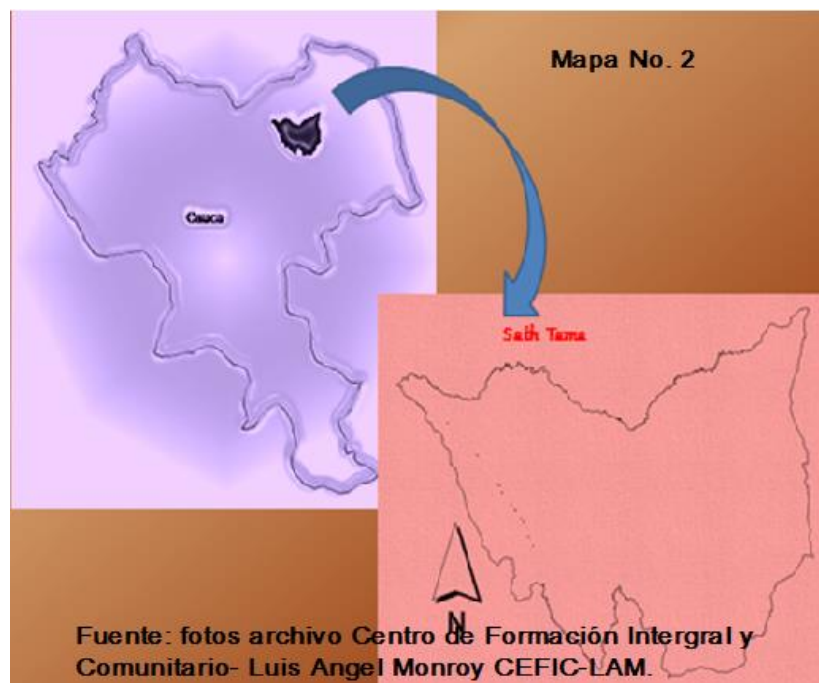 Mapa No. 2
Cauca
Sath Tama
N
Fuente: fotos archivo Centro de Formación Intergral y
Comunitario- Luis Angel Monroy CEFIC-LAM.